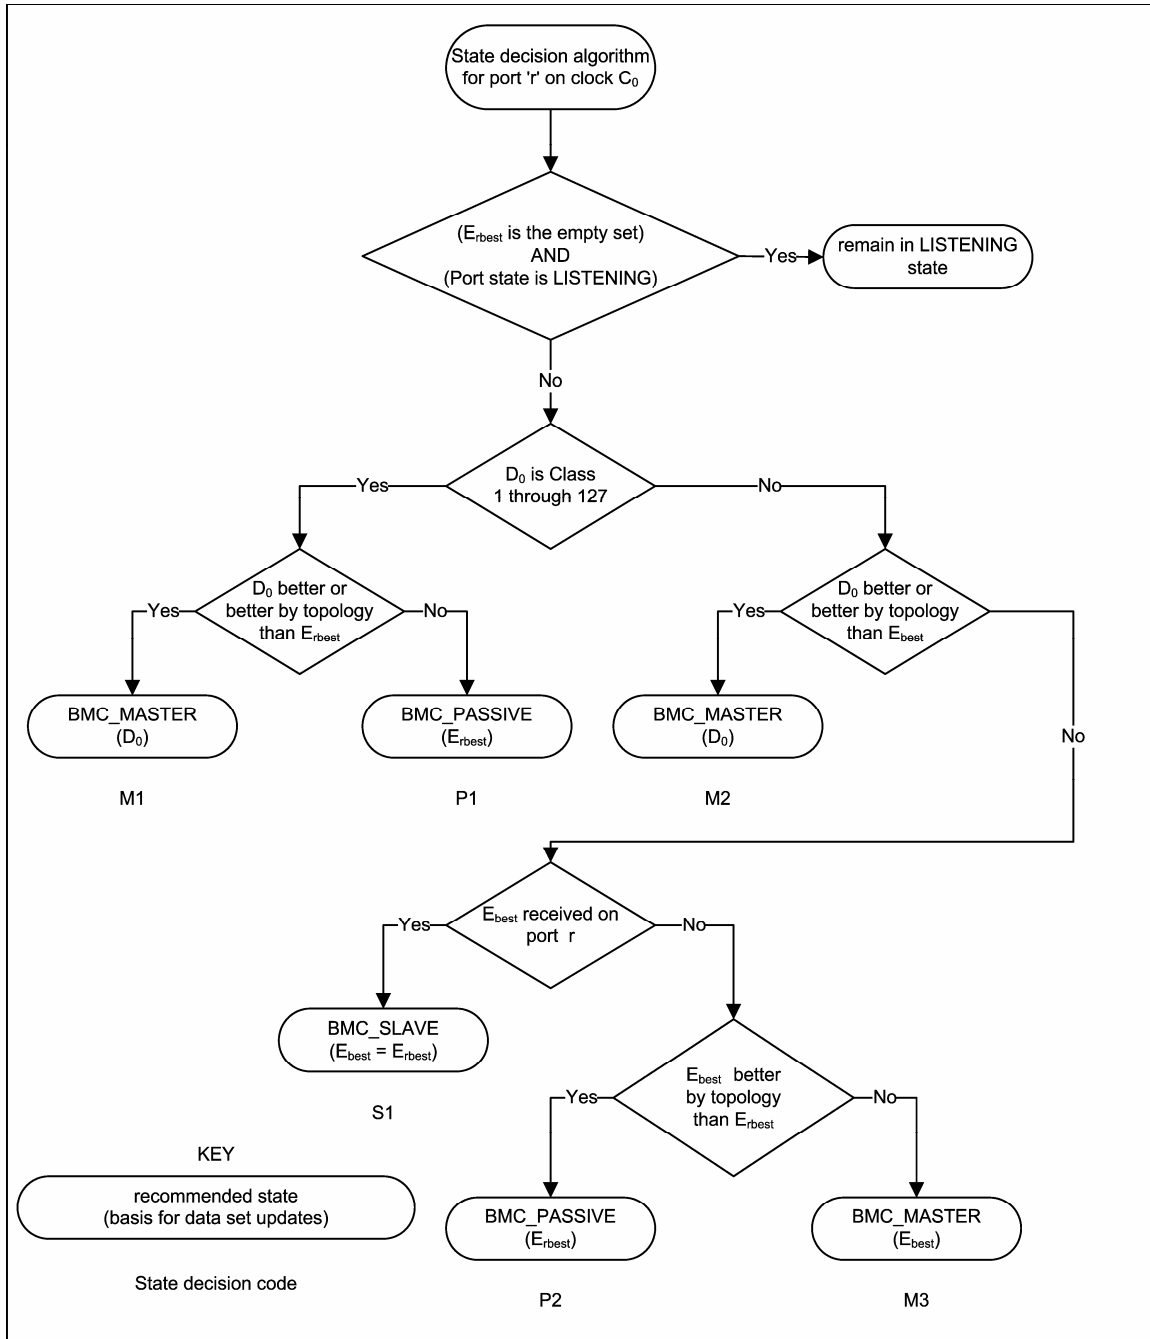 State decision algorithm
for port 'r' on clock C₀
(Erbest is the empty set)
AND
(Port state is LISTENING)
Yes
remain in LISTENING
state
No
D₀ is Class
1 through 127
Yes
No
D₀ better or
better by topology
than Erbest
Yes
No
D₀ better or
better by topology
than Ebest
Yes
No
BMC_MASTER
(D₀)
M1
BMC_PASSIVE
(Erbest)
P1
BMC_MASTER
(D₀)
M2
Ebest received on
port r
Yes
No
BMC_SLAVE
(Ebest = Erbest)
S1
Ebest better
by topology
than Erbest
Yes
No
BMC_PASSIVE
(Erbest)
P2
BMC_MASTER
(Ebest)
M3
KEY
recommended state
(basis for data set updates)
State decision code